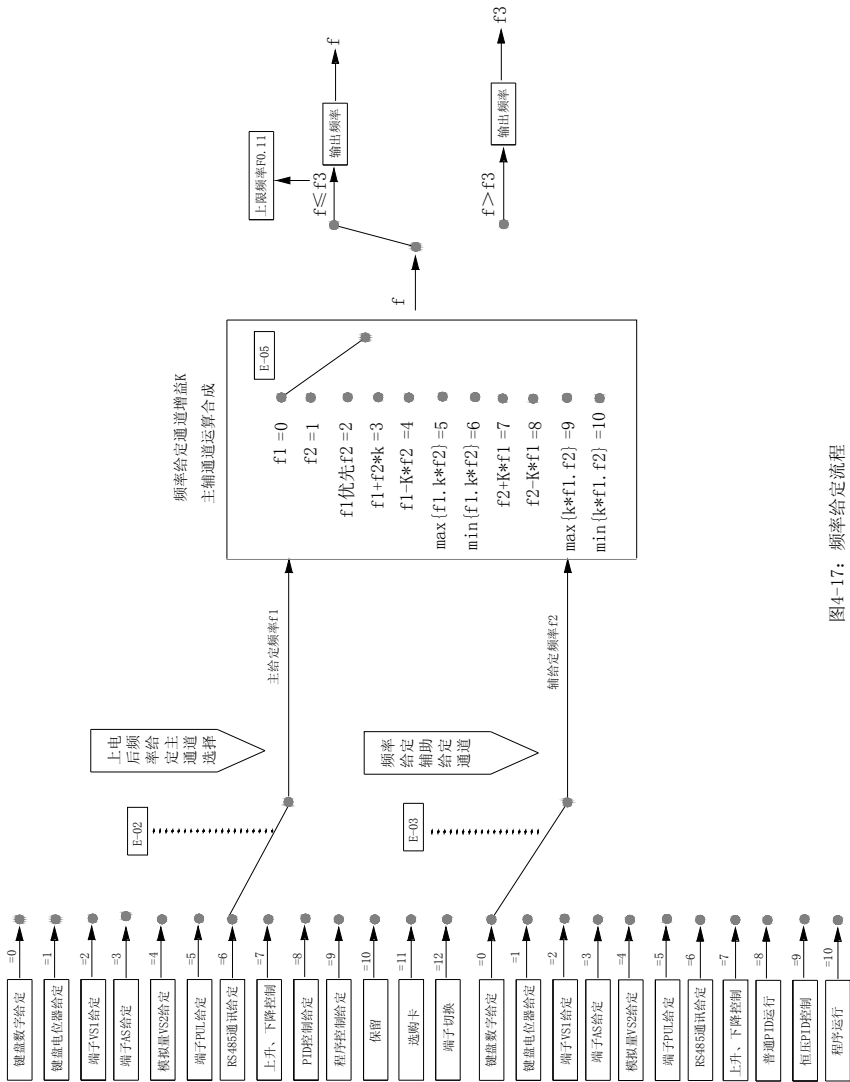 键盘数字给定 =0
键盘电位器给定 =1
端子VS1给定 =2
端子AS给定 =3
模拟量VS2给定 =4
端子PUL给定 =5
RS485通讯给定 =6
上升、下降控制 =7
PID控制给定 =8
程序控制给定 =9
保留 =10
选购卡 =11
端子切换 =12
键盘数字给定 =0
键盘电位器给定 =1
端子VS1给定 =2
端子AS给定 =3
模拟量VS2给定 =4
端子PUL给定 =5
RS485通讯给定 =6
上升、下降控制 =7
普通PID运行 =8
恒压PID控制 =9
程序运行 =10
E-02
上电
后频
率给
定主
通道
选择
E-03
频率
给定
辅助
给定
通道
主给定频率f1
辅给定频率f2
频率给定通道增益K
主辅通道运算合成
E-05
f1 =0
f2 =1
f1优先f2 =2
f1+f2*k =3
f1-K*f2 =4
max{f1.k*f2} =5
min{f1.k*f2} =6
f2+K*f1 =7
f2-K*f1 =8
max{k*f1.f2} =9
min{k*f1.f2} =10
f
上限频率F0.11
f≤f3
输出频率
f
f＞f3
输出频率
f3
图4-17：频率给定流程